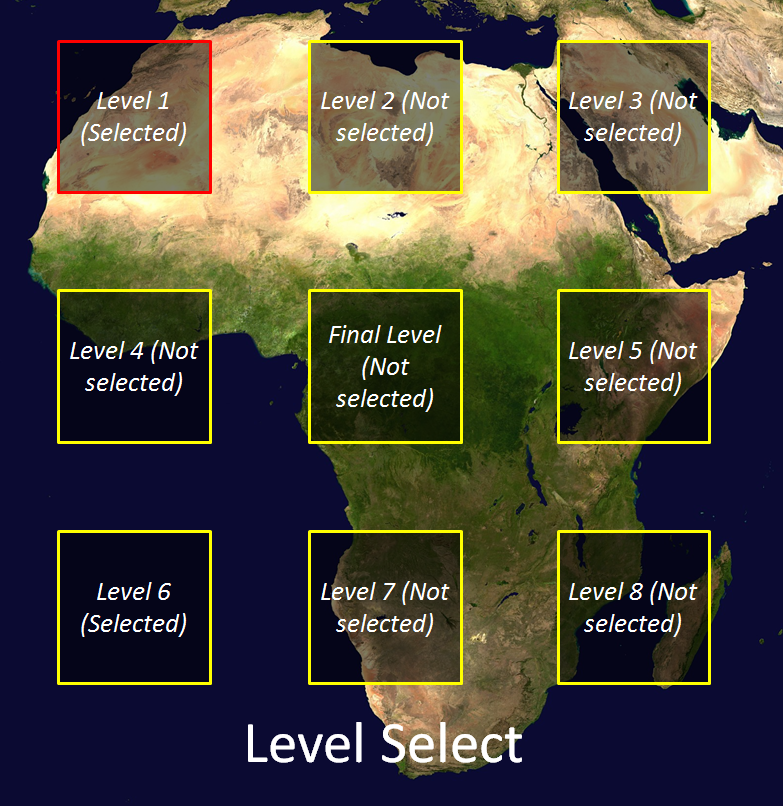 Level 1
(Selected)
Level 2 (Not
selected)
Level 3 (Not
selected)
Level 4 (Not
selected)
Final Level
(Not
selected)
Level 5 (Not
selected)
Level 6
(Selected)
Level 7 (Not
selected)
Level 8 (Not
selected)
Level Select